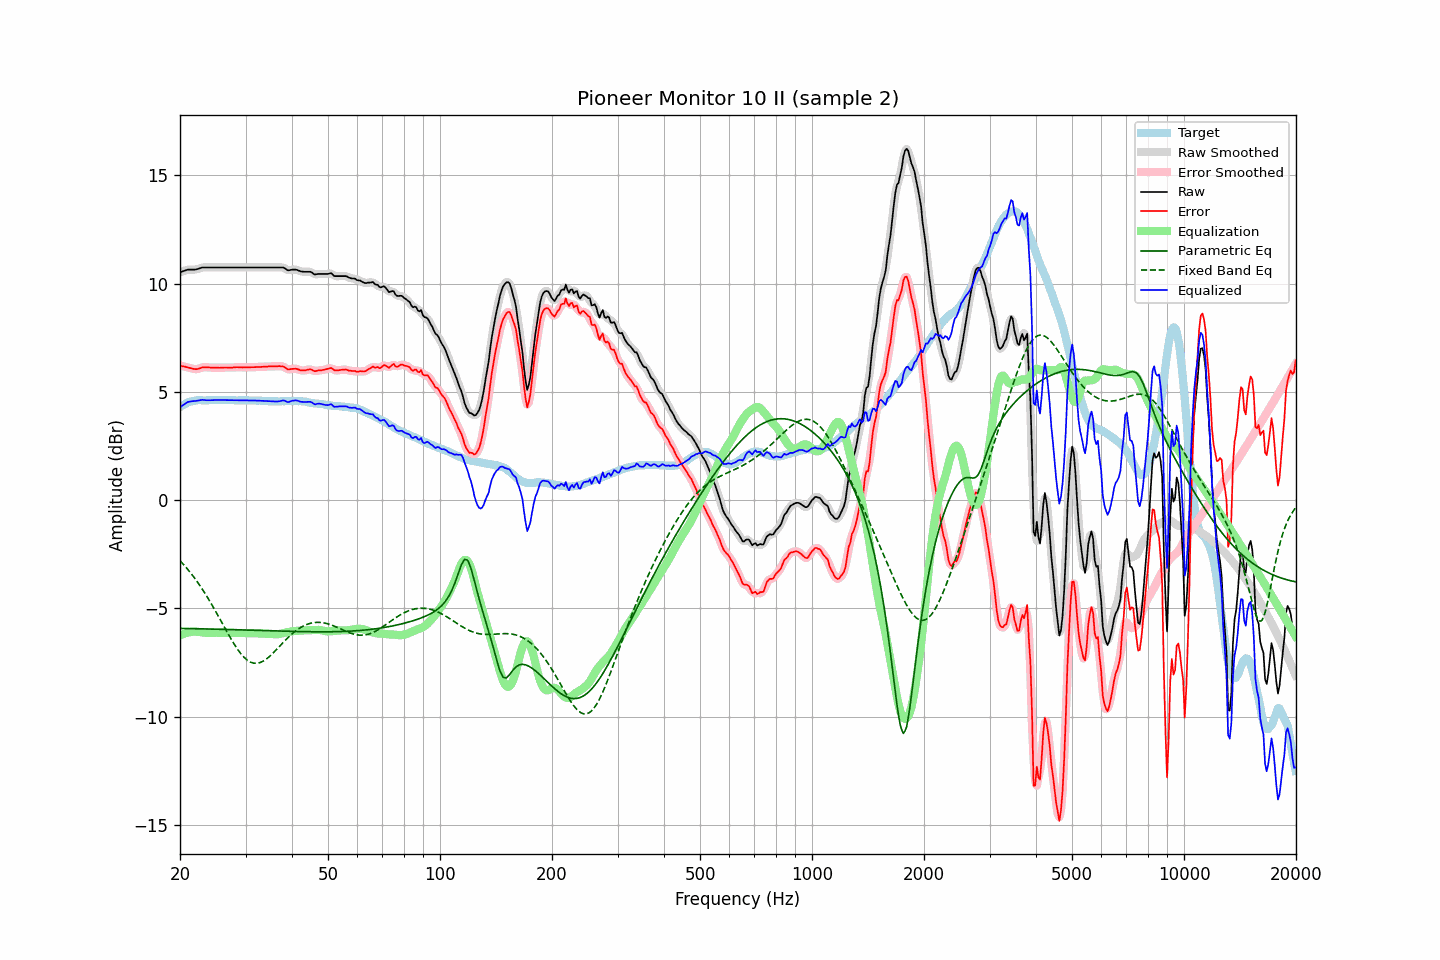 Pioneer Monitor 10 II (sample 2)
Target
Raw Smoothed
Error Smoothed
Raw
Error
Equalization
Parametric Eq
Fixed Band Eq
Equalized
Amplitude (dBr)
15
10
5
0
−5
−10
−15
20
50
100
200
500
1000
2000
5000
10000
20000
Frequency (Hz)